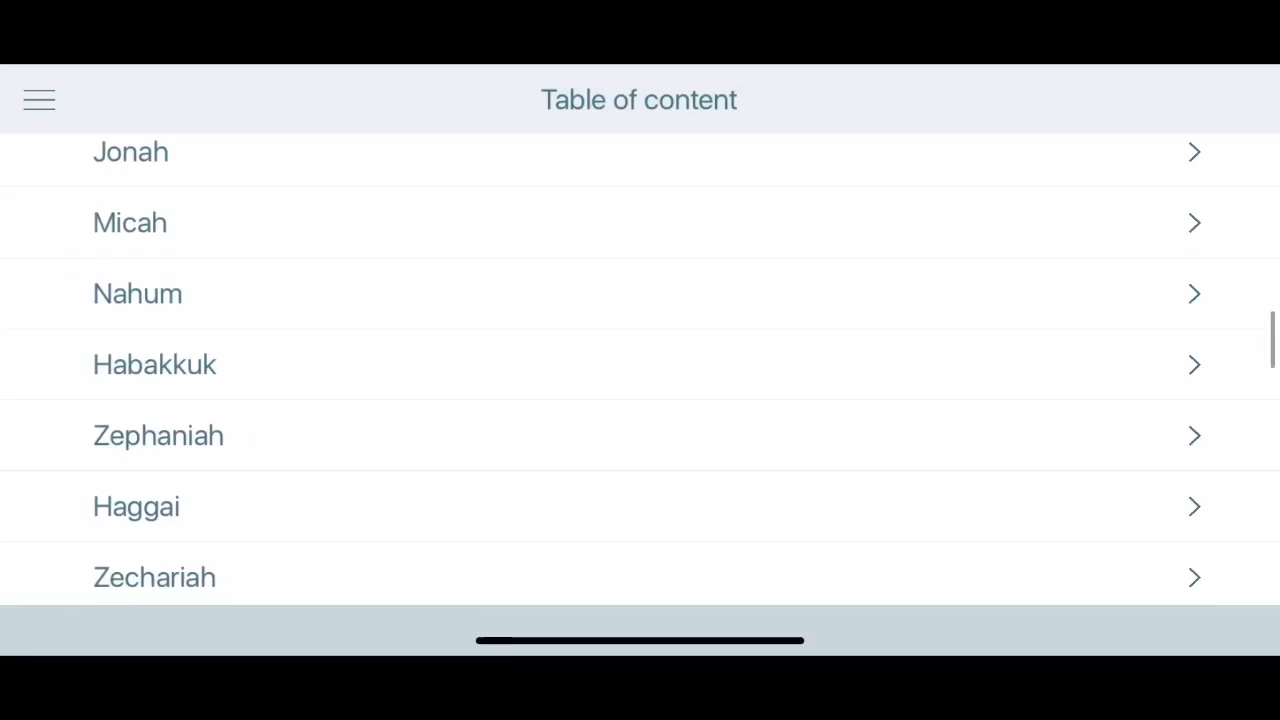 Table of content
Jonah
Micah
Nahum
Habakkuk
Zephaniah
Haggai
Zechariah